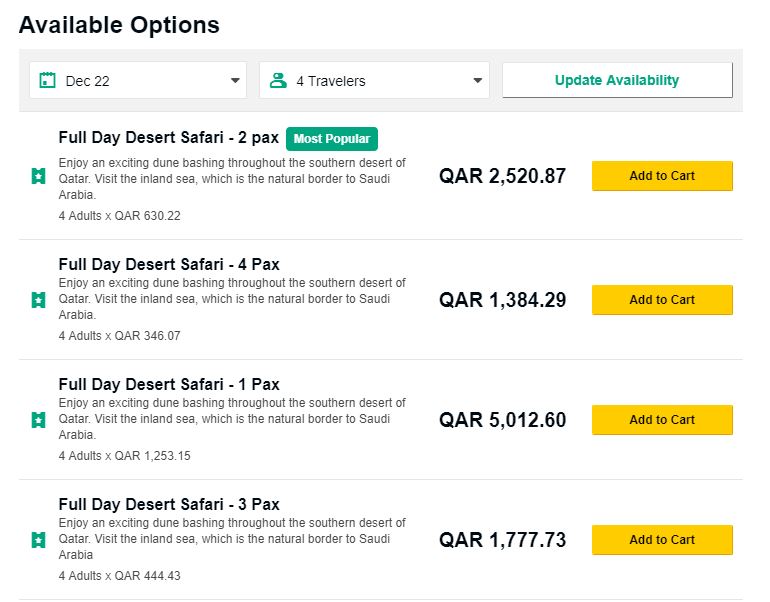 Available Options
Dec 22
4 Travelers
Update Availability
Full Day Desert Safari - 2 pax Most Popular
Enjoy an exciting dune bashing throughout the southern desert of
Qatar. Visit the inland sea, which is the natural border to Saudi
Arabia.
4 Adults x QAR 630.22
QAR 2,520.87
Add to Cart
Full Day Desert Safari - 4 Pax
Enjoy an exciting dune bashing throughout the southern desert of
Qatar. Visit the inland sea, which is the natural border to Saudi
Arabia.
4 Adults x QAR 346.07
QAR 1,384.29
Add to Cart
Full Day Desert Safari - 1 Pax
Enjoy an exciting dune bashing throughout the southern desert of
Qatar. Visit the inland sea, which is the natural border to Saudi
Arabia.
4 Adults x QAR 1,253.15
QAR 5,012.60
Add to Cart
Full Day Desert Safari - 3 Pax
Enjoy an exciting dune bashing throughout the southern desert of
Qatar. Visit the inland sea, which is the natural border to Saudi
Arabia
4 Adults x QAR 444.43
QAR 1,777.73
Add to Cart